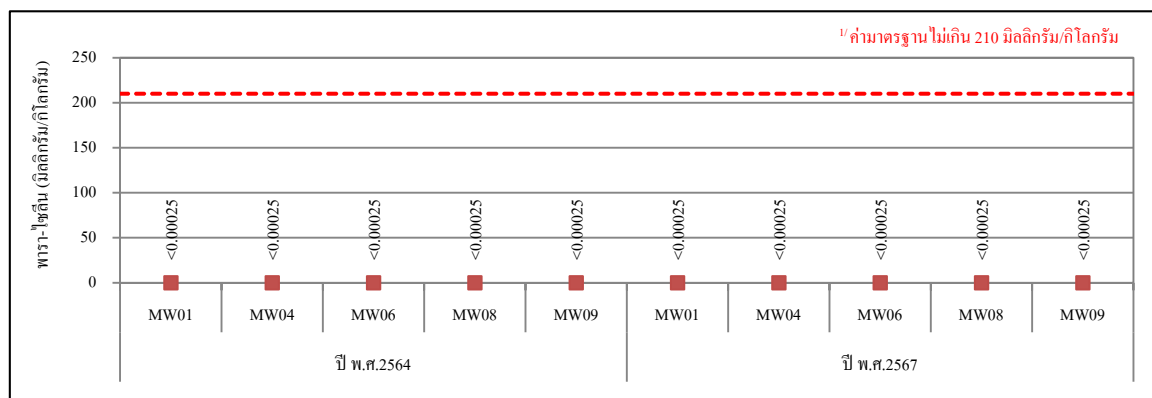 1/ ค่ามาตรฐานไม่เกิน 210 มิลลิกรัม/กิโลกรัม
พารา-ไซลีน (มิลลิกรัม/กิโลกรัม)
250
200
150
100
50
0
<0.00025 <0.00025 <0.00025 <0.00025 <0.00025 <0.00025 <0.00025 <0.00025 <0.00025 <0.00025
MW01 MW04 MW06 MW08 MW09 MW01 MW04 MW06 MW08 MW09
ปี พ.ศ.2564 ปี พ.ศ.2567